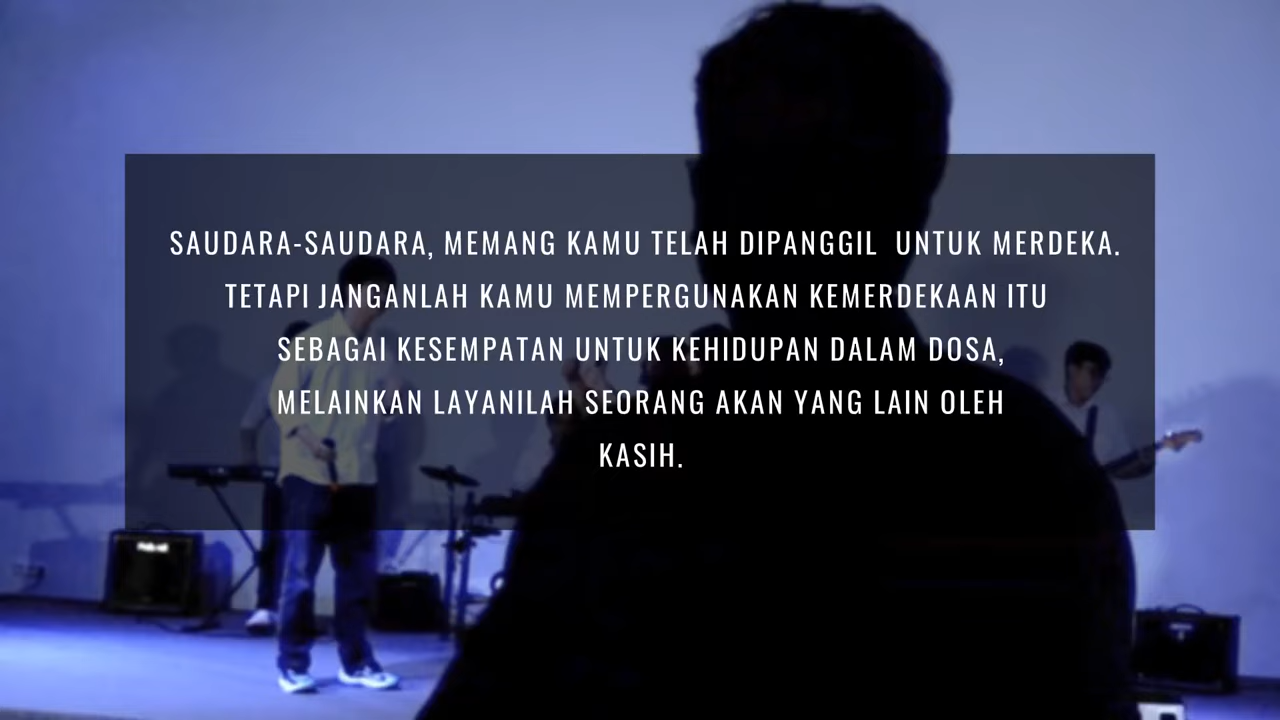 SAUDARA-SAUDARA, MEMANG KAMU TELAH DIPANGGIL UNTUK MERDEKA.
TETAPI JANGANLAH KAMU MEMPERGUNAKAN KEMERDEKAAN ITU
SEBAGAI KESEMPATAN UNTUK KEHIDUPAN DALAM DOSA,
MELAINKAN LAYANILAH SEORANG AKAN YANG LAIN OLEH
KASIH.